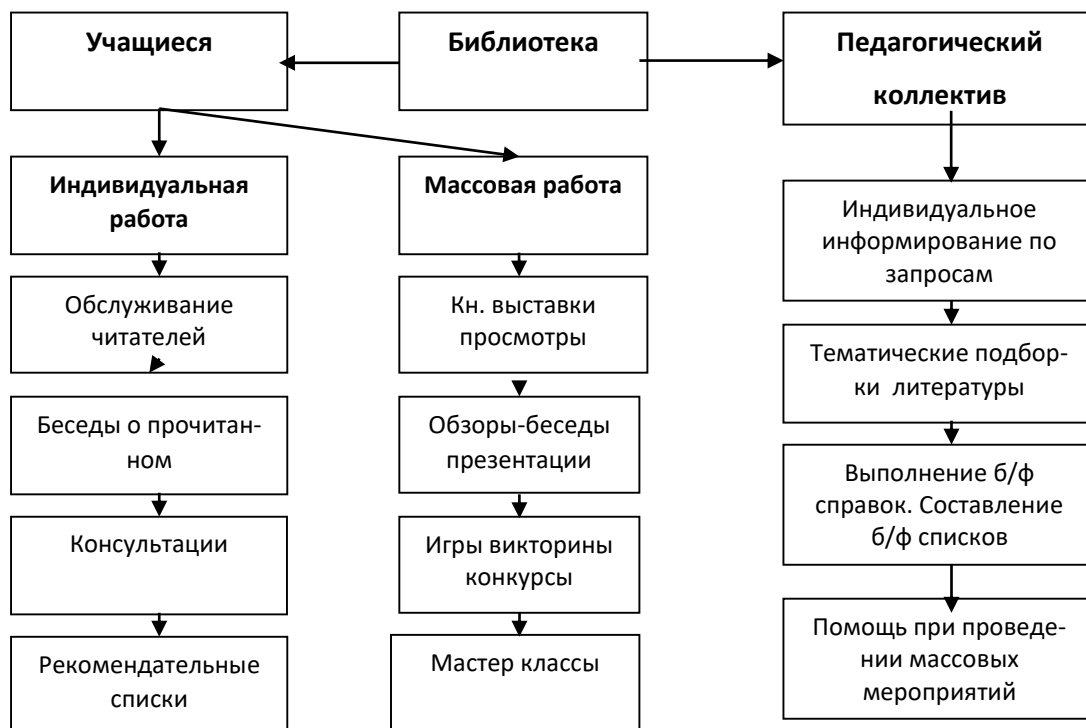 Учащиеся
Библиотека
Педагогический
коллектив
Индивидуальная
работа
Массовая работа
Индивидуальное
информирование по
запросам
Обслуживание
читателей
Кн. выставки
просмотры
Тематические подбор-
ки литературы
Беседы о прочитан-
ном
Обзоры-беседы
презентации
Выполнение б/ф
справок. Составление
б/ф списков
Консультации
Игры викторины
конкурсы
Помощь при проведе-
нии массовых
мероприятий
Рекомендательные
списки
Мастер классы